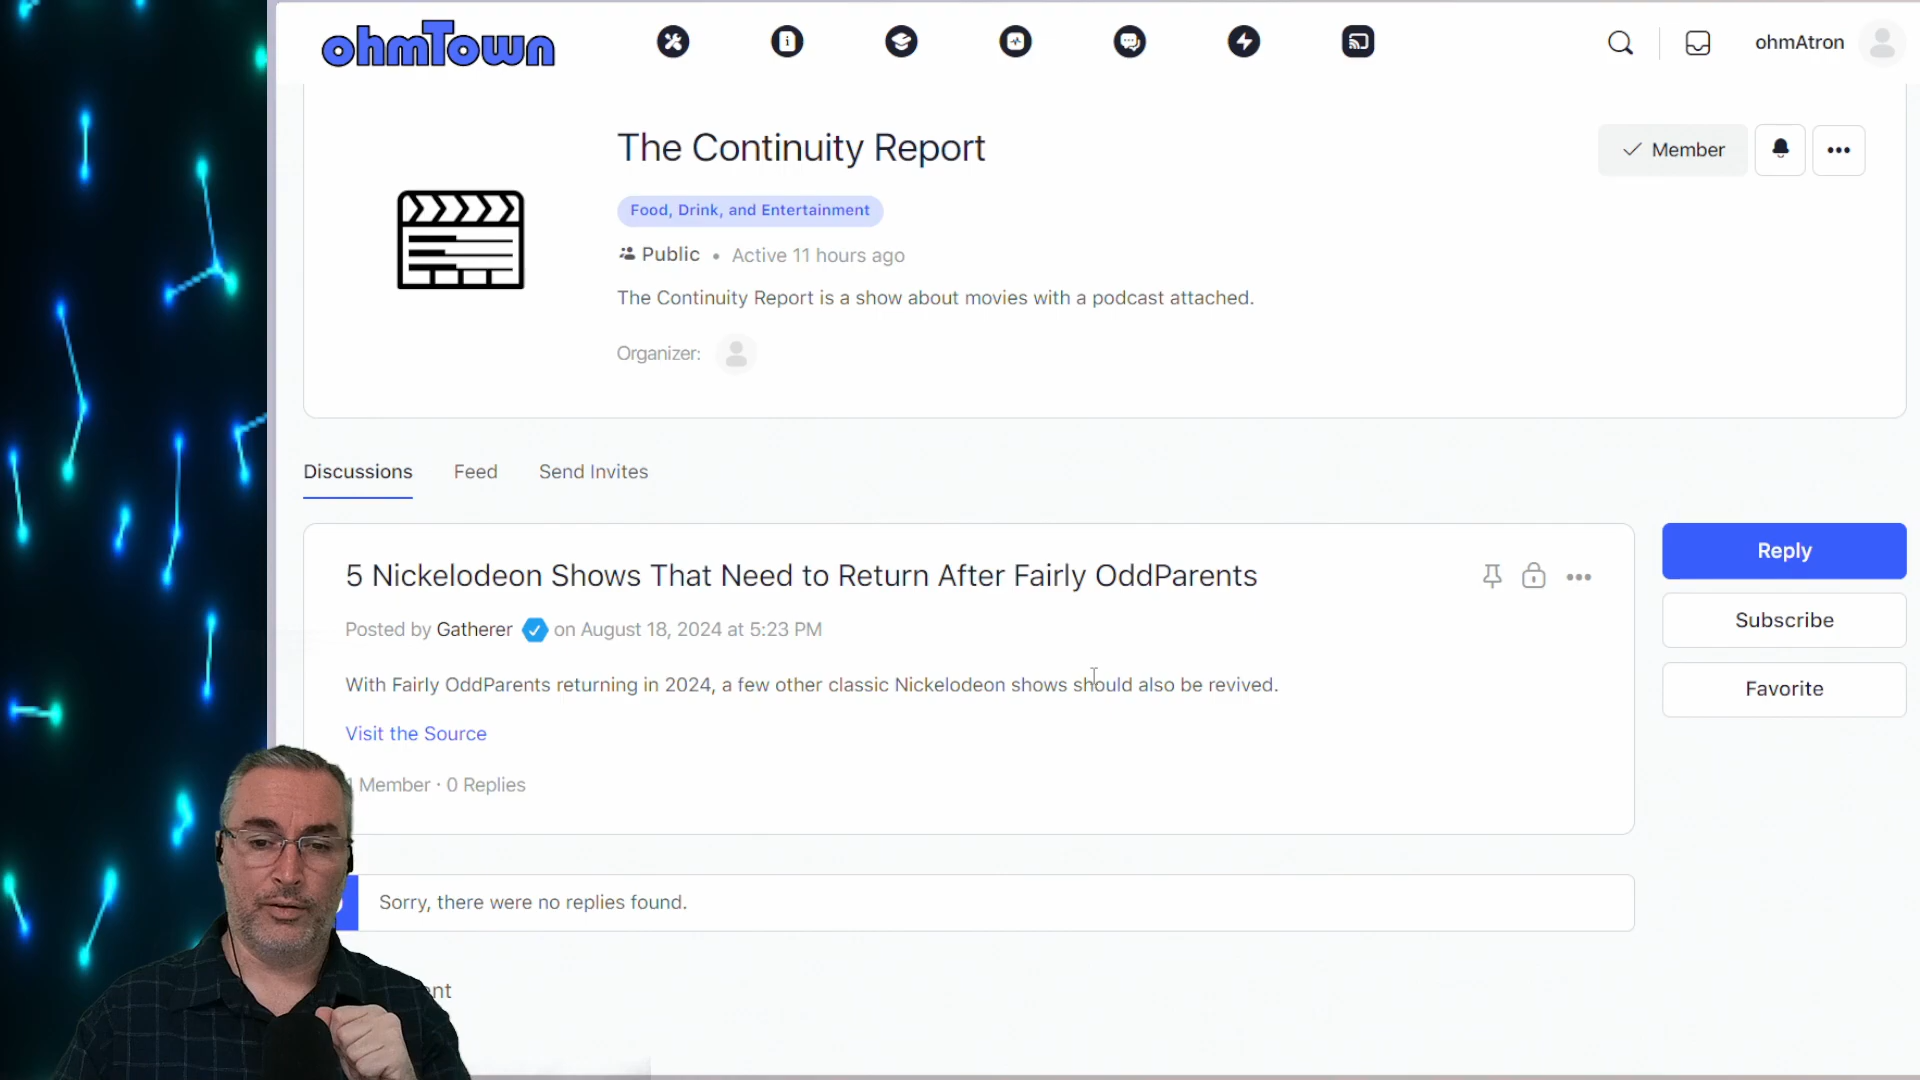 ohmTown
ohmAtron
The Continuity Report
Member
Food, Drink, and Entertainment
Public • Active 11 hours ago
The Continuity Report is a show about movies with a podcast attached.
Organizer:
Discussions Feed Send Invites
5 Nickelodeon Shows That Need to Return After Fairly OddParents
Posted by Gatherer on August 18, 2024 at 5:23 PM
With Fairly OddParents returning in 2024, a few other classic Nickelodeon shows should also be revived.
Visit the Source
Member · 0 Replies
Reply
Subscribe
Favorite
Sorry, there were no replies found.